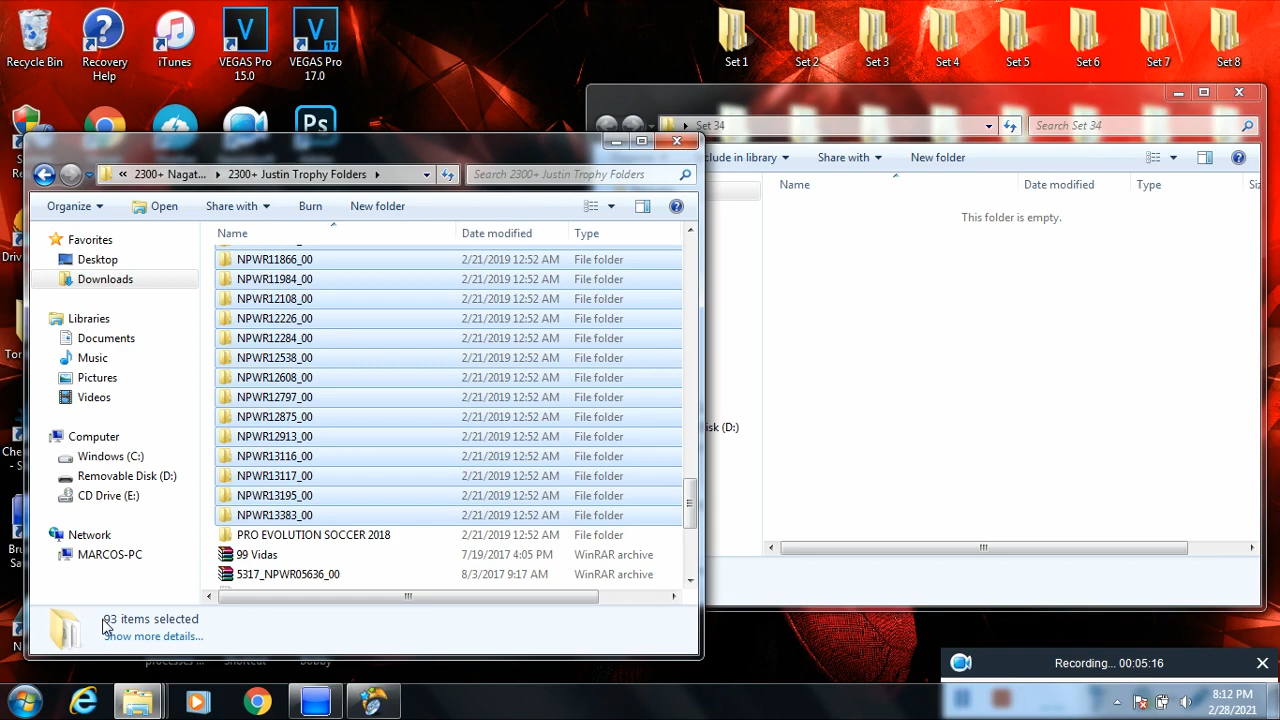 Recycle Bin
Recovery Help
iTunes
VEGAS Pro 15.0
VEGAS Pro 17.0
Set 1
Set 2
Set 3
Set 4
Set 5
Set 6
Set 7
Set 8
Ps
Set 34
Search Set 34
clude in library
Share with
New folder
Name
Date modified
Type
This folder is empty.
isk (D:)
« 2300+ Nagat... 2300+ Justin Trophy Folders
Search 2300+ Justin Trophy Folders
Organize
Open
Share with
Burn
New folder
Favorites
Desktop
Downloads
Libraries
Documents
Music
Pictures
Videos
Computer
Windows (C:)
Removable Disk (D:)
CD Drive (E:)
Network
MARCOS-PC
Name Date modified Type
NPWR11866_00 2/21/2019 12:52 AM File folder
NPWR11984_00 2/21/2019 12:52 AM File folder
NPWR12108_00 2/21/2019 12:52 AM File folder
NPWR12226_00 2/21/2019 12:52 AM File folder
NPWR12284_00 2/21/2019 12:52 AM File folder
NPWR12538_00 2/21/2019 12:52 AM File folder
NPWR12608_00 2/21/2019 12:52 AM File folder
NPWR12797_00 2/21/2019 12:52 AM File folder
NPWR12875_00 2/21/2019 12:52 AM File folder
NPWR12913_00 2/21/2019 12:52 AM File folder
NPWR13116_00 2/21/2019 12:52 AM File folder
NPWR13117_00 2/21/2019 12:52 AM File folder
NPWR13195_00 2/21/2019 12:52 AM File folder
NPWR13383_00 2/21/2019 12:52 AM File folder
PRO EVOLUTION SOCCER 2018 2/21/2019 12:52 AM File folder
99 Vidas 7/19/2017 4:05 PM WinRAR archive
5317_NPWR05636_00 8/3/2017 9:17 AM WinRAR archive
93 items selected
Show more details...
Recording... 00:05:16
8:12 PM
2/28/2021